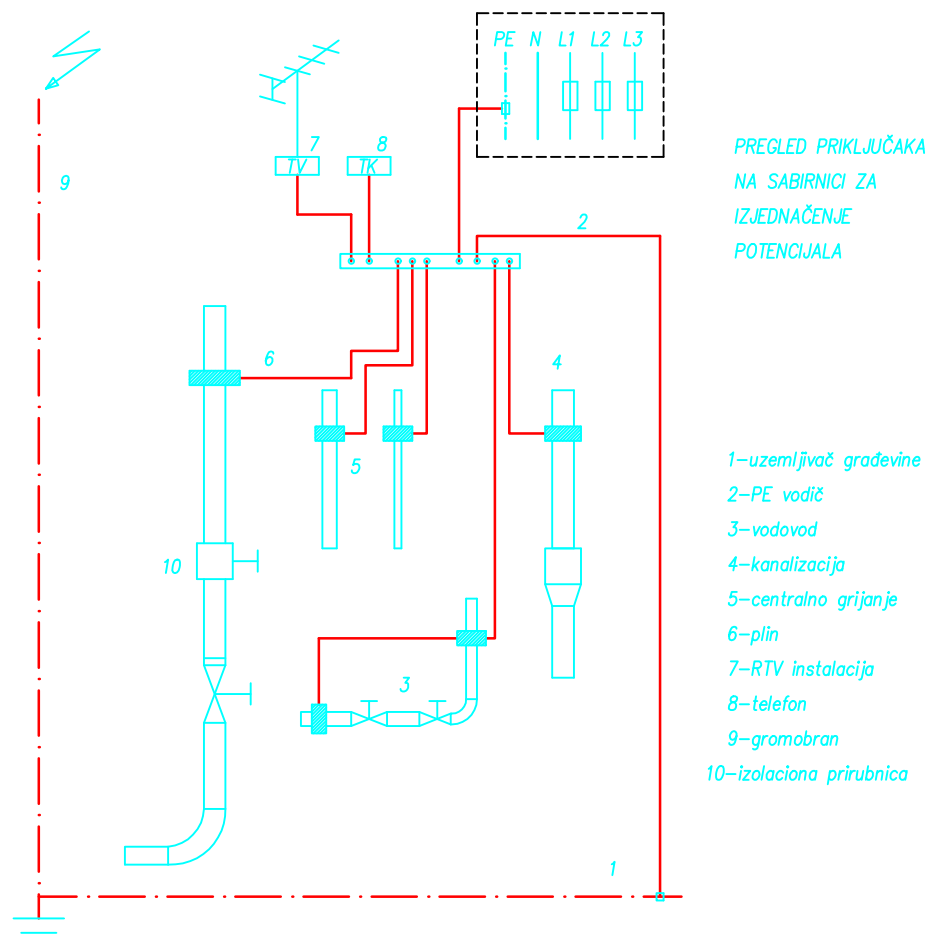 PE N L1 L2 L3
7
8
TV
TK
9
2
PREGLED PRIKLJUČAKA
NA SABIRNICI ZA
IZJEDNAČENJE
POTENCIJALA
6
4
5
10
3
1
1-uzemljivač građevine
2-PE vodič
3-vodovod
4-kanalizacija
5-centralno grijanje
6-plin
7-RTV instalacija
8-telefon
9-gromobran
10-izolaciona prirubnica